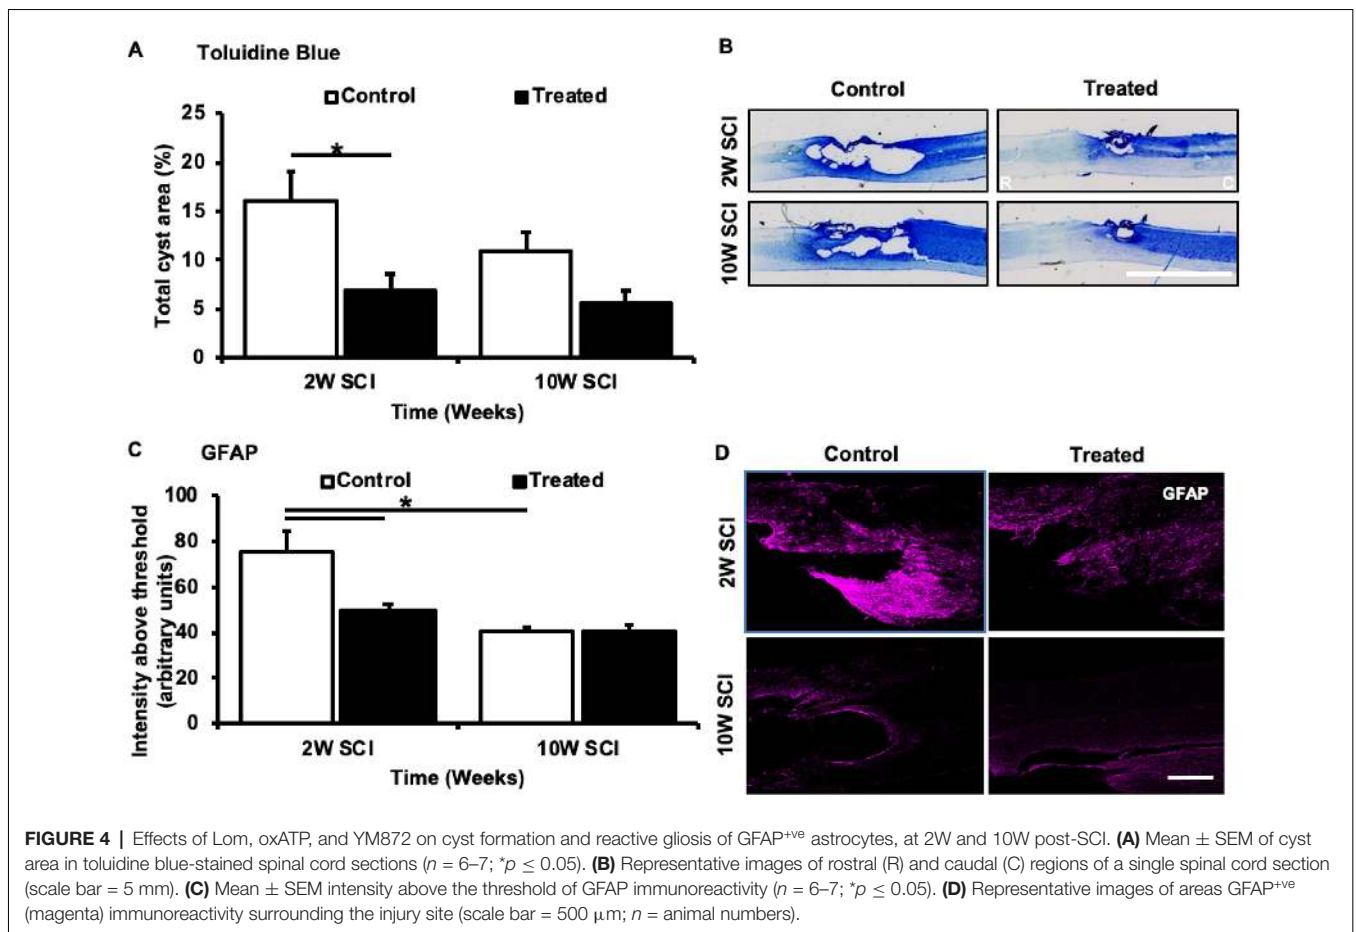 A
Toluidine Blue
Control
Treated
Total cyst area (%)
25
20
15
10
5
0
*
2W SCI
10W SCI
Time (Weeks)
B
Control
Treated
2W SCI
R
C
10W SCI
C
GFAP
Control
Treated
Intensity above threshold
(arbitrary units)
100
80
60
40
20
0
*
2W SCI
10W SCI
Time (Weeks)
D
Control
Treated
2W SCI
GFAP
10W SCI
FIGURE 4 | Effects of Lom, oxATP, and YM872 on cyst formation and reactive gliosis of GFAP+ve astrocytes, at 2W and 10W post-SCI. (A) Mean ± SEM of cyst
area in toluidine blue-stained spinal cord sections (n = 6–7; *p ≤ 0.05). (B) Representative images of rostral (R) and caudal (C) regions of a single spinal cord section
(scale bar = 5 mm). (C) Mean ± SEM intensity above the threshold of GFAP immunoreactivity (n = 6–7; *p ≤ 0.05). (D) Representative images of areas GFAP+ve
(magenta) immunoreactivity surrounding the injury site (scale bar = 500 μm; n = animal numbers).